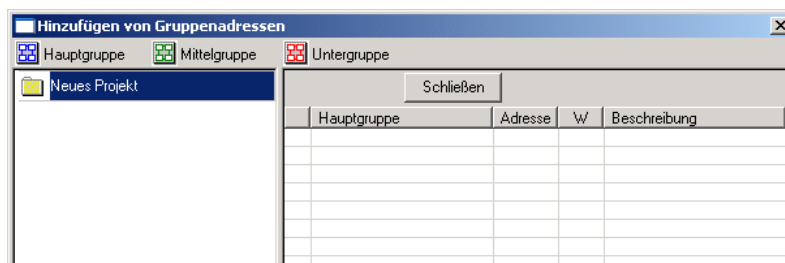 Hinzufügen von Gruppenadressen
Hauptgruppe Mittelgruppe Untergruppe
Neues Projekt
Schließen
Hauptgruppe Adresse W Beschreibung